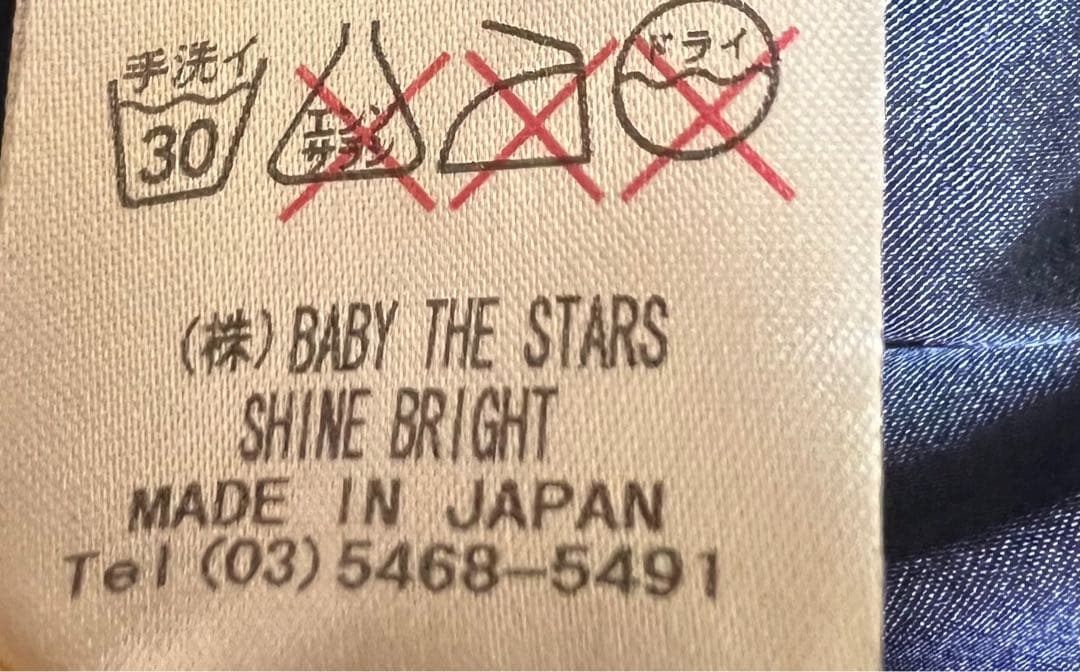 手洗イ
30
エンソ
サラシ
ドライ
(株) BABY THE STARS
SHINE BRIGHT
MADE IN JAPAN
Tel (03) 5468-5491